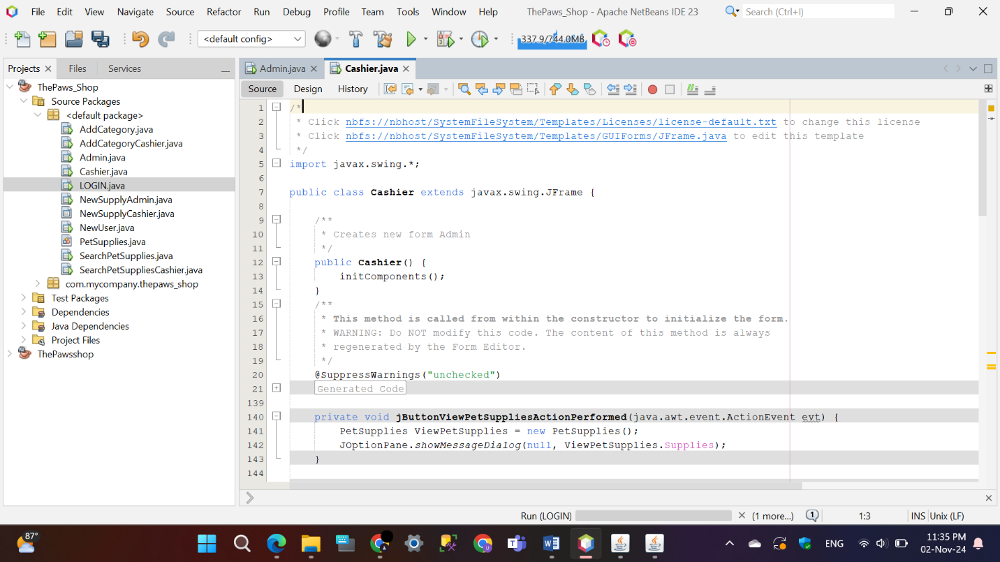 File Edit View Navigate Source Refactor Run Debug Profile Team Tools Window Help ThePaws_Shop - Apache NetBeans IDE 23 Search (Ctrl+I)
<default config> 337.9/744.0MB
Projects Files Services Admin.java Cashier.java
Source Design History
ThePaws_Shop
Source Packages
<default package>
AddCategory.java
AddCategoryCashier.java
Admin.java
Cashier.java
LOGIN.java
NewSupplyAdmin.java
NewSupplyCashier.java
NewUser.java
PetSupplies.java
SearchPetSupplies.java
SearchPetSuppliesCashier.java
com.mycompany.thepaws_shop
Test Packages
Dependencies
Java Dependencies
Project Files
ThePawsshop
1 /*
2 * Click nbfs://nbhost/SystemFileSystem/Templates/Licenses/license-default.txt to change this license
3 * Click nbfs://nbhost/SystemFileSystem/Templates/GUIForms/JFrame.java to edit this template
4 */
5 import javax.swing.*;
6
7 public class Cashier extends javax.swing.JFrame {
8
9 /**
10 * Creates new form Admin
11 */
12 public Cashier() {
13 initComponents();
14 }
15 /**
16 * This method is called from within the constructor to initialize the form.
17 * WARNING: Do NOT modify this code. The content of this method is always
18 * regenerated by the Form Editor.
19 */
20 @SuppressWarnings("unchecked")
21 Generated Code
139
140 private void jButtonViewPetSuppliesActionPerformed(java.awt.event.ActionEvent evt) {
141 PetSupplies ViewPetSupplies = new PetSupplies();
142 JOptionPane.showMessageDialog(null, ViewPetSupplies.Supplies);
143 }
144
Run (LOGIN) (1 more...) 1 1:3 INS Unix (LF)
87° ENG 11:35 PM
02-Nov-24